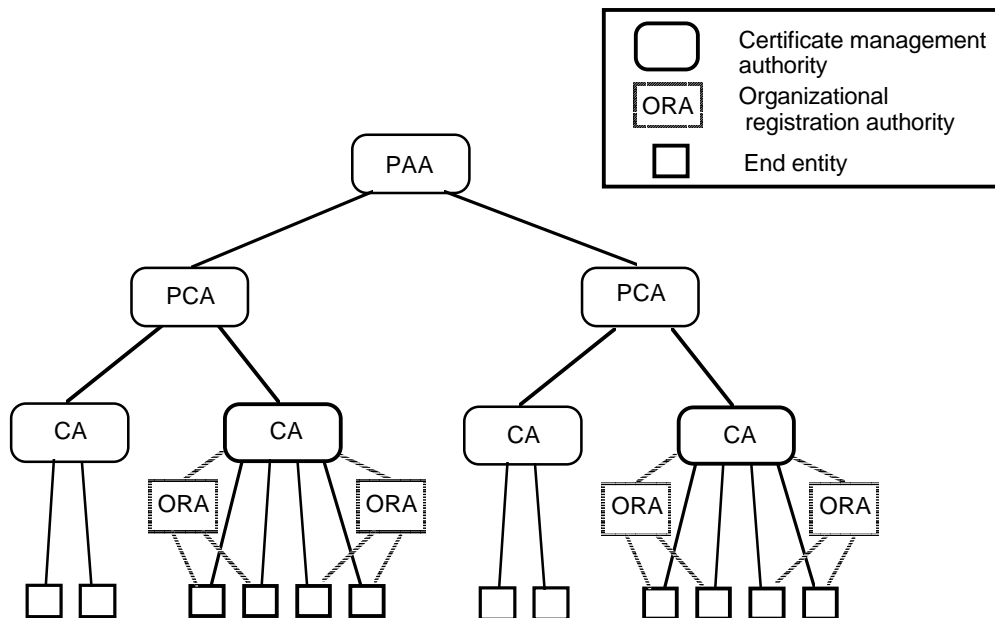 Certificate management
authority
ORA
Organizational
registration authority
End entity
PAA
PCA
PCA
CA
CA
CA
CA
ORA
ORA
ORA
ORA